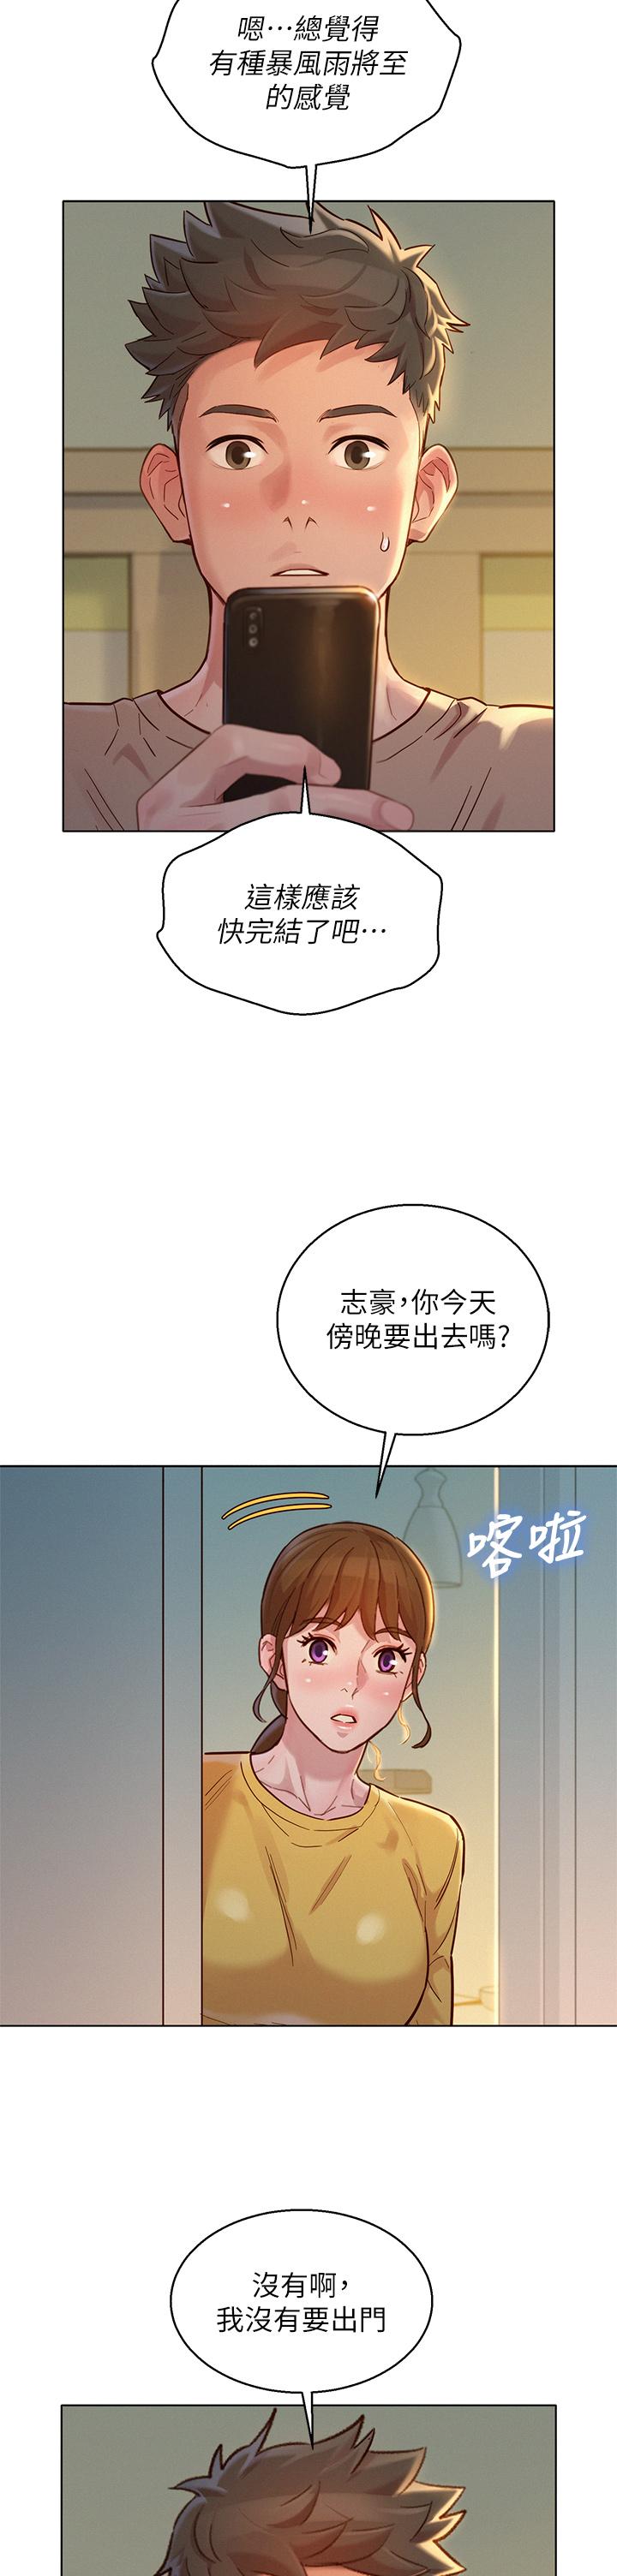 嗯⋯總覺得
有種暴風雨將至
的感覺
這樣應該
快完結了吧⋯
志豪,你今天
傍晚要出去嗎?
喀啦
沒有啊,
我沒有要出門